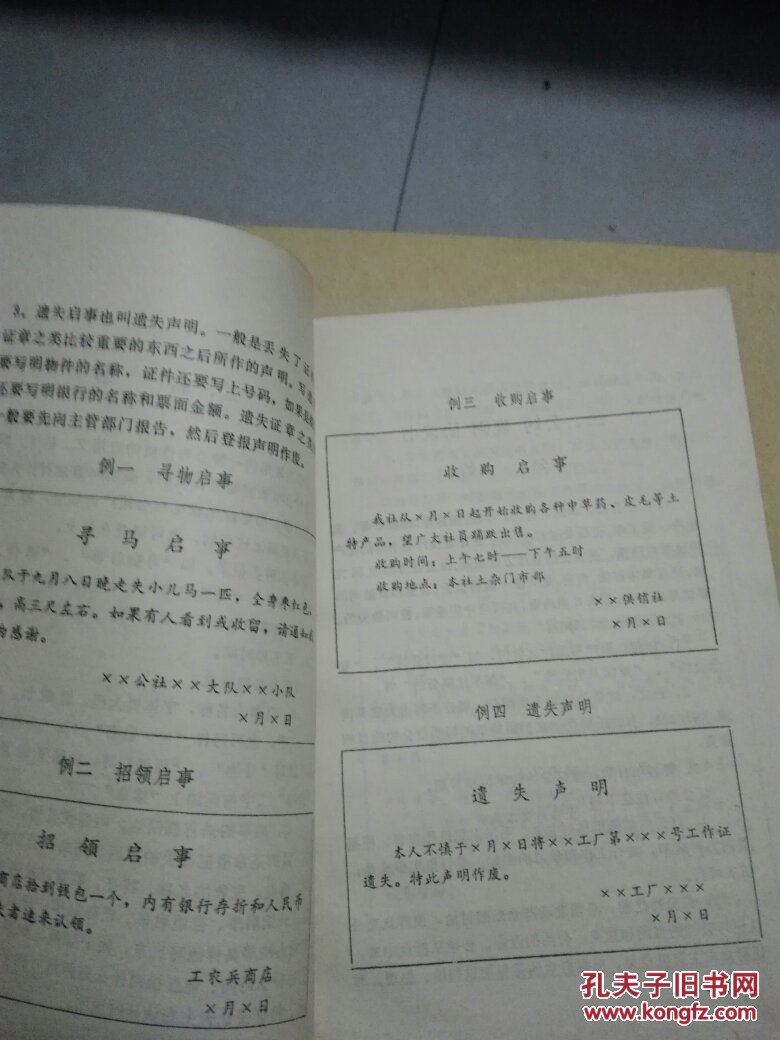 3、遗失启事也叫遗失声明。一般是丢失了证
证章之类比较重要的东西之后所作的声明。写
要写明物件的名称，证件还要写上号码，如果是
还要写明银行的名称和票面金额。遗失证章之
一般要先向主管部门报告，然后登报声明作废。
例一 寻物启事
寻马启事
队于九月八日晚走失小儿马一匹，全身枣红色，
，高三尺左右。如果有人看到或收留，请通知
感谢。
××公社××大队××小队
×月×日
例二 招领启事
招领启事
商店拾到钱包一个，内有银行存折和人民币
失者速来认领。
工农兵商店
×月×日
例三 收购启事
收购启事
我社从×月×日起开始收购各种中草药、皮毛等土
特产品，望广大社员踊跃出售。
收购时间：上午七时——下午五时
收购地点：本社土杂门市部
××供销社
×月×日
例四 遗失声明
遗失声明
本人不慎于×月×日将××工厂第×××号工作证
遗失。特此声明作废。
××工厂×××
×月×日
孔夫子旧书网
www.kongfz.com